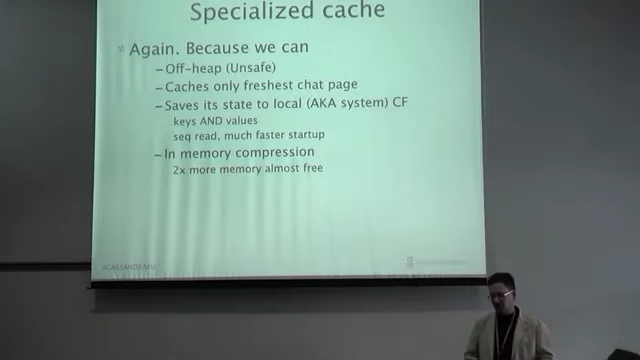 Specialized cache
☆ Again. Because we can
– Off-heap (Unsafe)
– Caches only freshest chat page
– Saves its state to local (AKA system) CF
keys AND values
seq read, much faster startup
– In memory compression
2x more memory almost free
#CASSANDRAEU